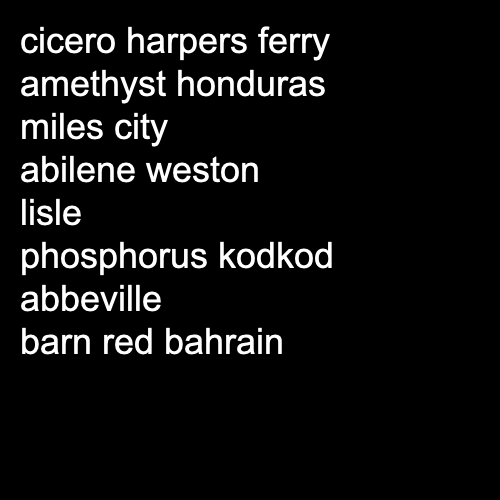 cicero harpers ferry
amethyst honduras
miles city
abilene weston
lisle
phosphorus kodkod
abbeville
barn red bahrain